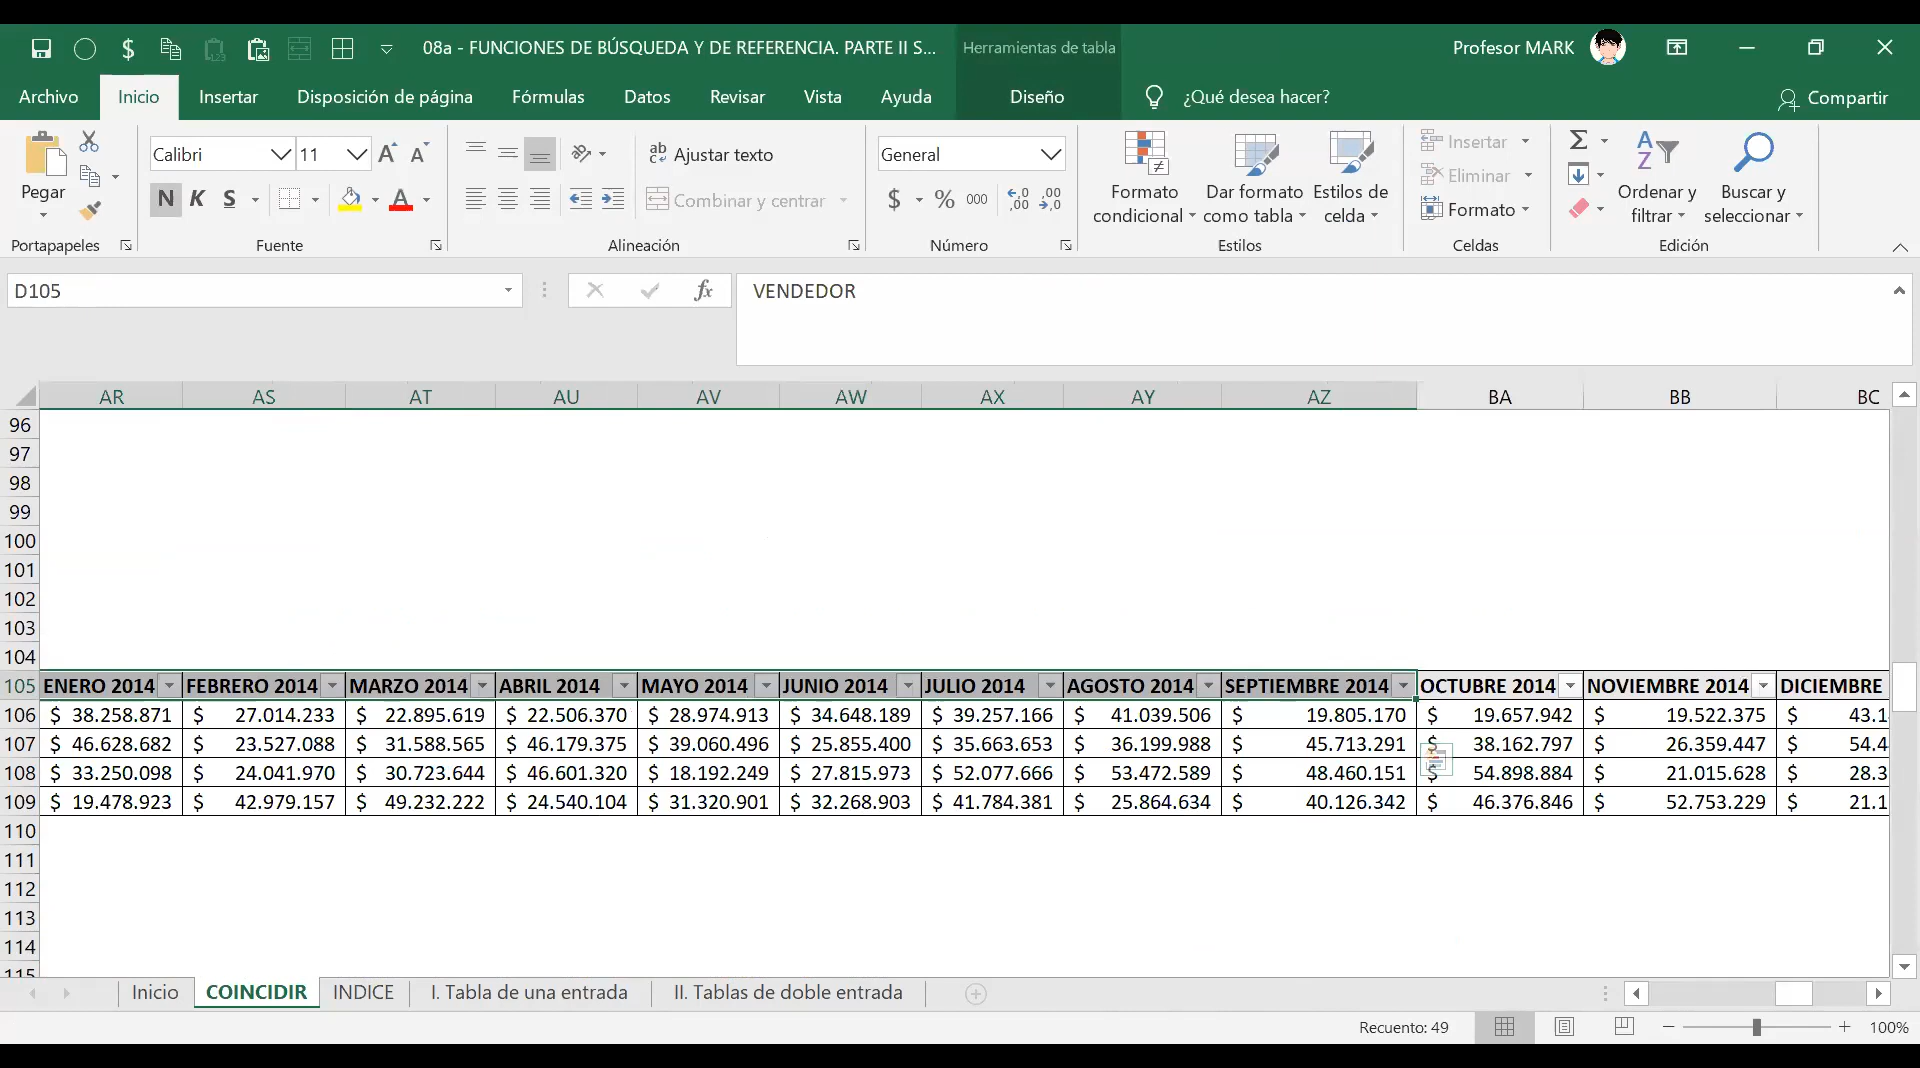 08a - FUNCIONES DE BÚSQUEDA Y DE REFERENCIA. PARTE II S... Herramientas de tabla Profesor MARK
Archivo Inicio Insertar Disposición de página Fórmulas Datos Revisar Vista Ayuda Diseño ¿Qué desea hacer? Compartir
Calibri 11 Ajustar texto General Insertar
Pegar Combinar y centrar Formato condicional Dar formato como tabla Estilos de celda Eliminar Formato Ordenar y filtrar Buscar y seleccionar
N K S $ % 000
Portapapeles Fuente Alineación Número Estilos Celdas Edición
D105 fx VENDEDOR
AR AS AT AU AV AW AX AY AZ BA BB BC
96
97
98
99
100
101
102
103
104
105 ENERO 2014 FEBRERO 2014 MARZO 2014 ABRIL 2014 MAYO 2014 JUNIO 2014 JULIO 2014 AGOSTO 2014 SEPTIEMBRE 2014 OCTUBRE 2014 NOVIEMBRE 2014 DICIEMBRE
106 $ 38.258.871 $ 27.014.233 $ 22.895.619 $ 22.506.370 $ 28.974.913 $ 34.648.189 $ 39.257.166 $ 41.039.506 $ 19.805.170 $ 19.657.942 $ 19.522.375 $ 43.1
107 $ 46.628.682 $ 23.527.088 $ 31.588.565 $ 46.179.375 $ 39.060.496 $ 25.855.400 $ 35.663.653 $ 36.199.988 $ 45.713.291 $ 38.162.797 $ 26.359.447 $ 54.4
108 $ 33.250.098 $ 24.041.970 $ 30.723.644 $ 46.601.320 $ 18.192.249 $ 27.815.973 $ 52.077.666 $ 53.472.589 $ 48.460.151 $ 54.898.884 $ 21.015.628 $ 28.3
109 $ 19.478.923 $ 42.979.157 $ 49.232.222 $ 24.540.104 $ 31.320.901 $ 32.268.903 $ 41.784.381 $ 25.864.634 $ 40.126.342 $ 46.376.846 $ 52.753.229 $ 21.1
110
111
112
113
114
115
Inicio COINCIDIR INDICE I. Tabla de una entrada II. Tablas de doble entrada
Recuento: 49 100%